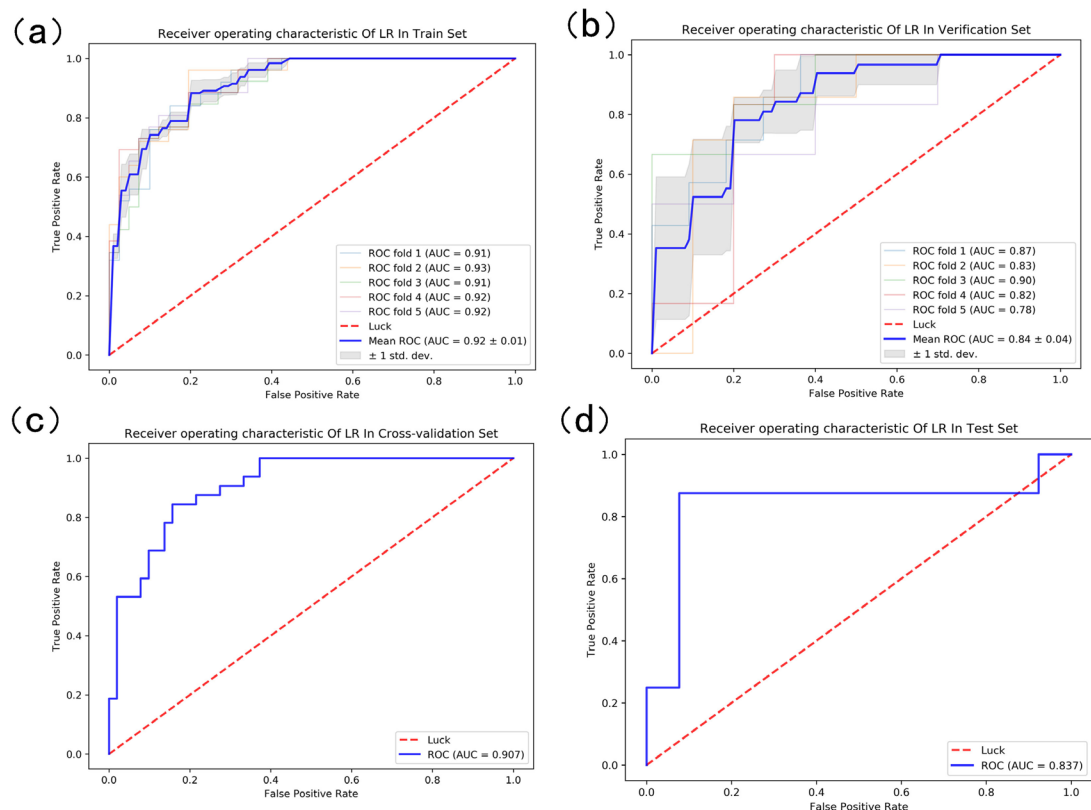 (a)
Receiver operating characteristic Of LR In Train Set
1.0
0.8
0.6
0.4
0.2
0.0
True Positive Rate
ROC fold 1 (AUC = 0.91)
ROC fold 2 (AUC = 0.93)
ROC fold 3 (AUC = 0.91)
ROC fold 4 (AUC = 0.92)
ROC fold 5 (AUC = 0.92)
Luck
Mean ROC (AUC = 0.92 ± 0.01)
± 1 std. dev.
0.0 0.2 0.4 0.6 0.8 1.0
False Positive Rate
(b)
Receiver operating characteristic Of LR In Verification Set
1.0
0.8
0.6
0.4
0.2
0.0
True Positive Rate
ROC fold 1 (AUC = 0.87)
ROC fold 2 (AUC = 0.83)
ROC fold 3 (AUC = 0.90)
ROC fold 4 (AUC = 0.82)
ROC fold 5 (AUC = 0.78)
Luck
Mean ROC (AUC = 0.84 ± 0.04)
± 1 std. dev.
0.0 0.2 0.4 0.6 0.8 1.0
False Positive Rate
(c)
Receiver operating characteristic Of LR In Cross-validation Set
1.0
0.8
0.6
0.4
0.2
0.0
True Positive Rate
Luck
ROC (AUC = 0.907)
0.0 0.2 0.4 0.6 0.8 1.0
False Positive Rate
(d)
Receiver operating characteristic Of LR In Test Set
1.0
0.8
0.6
0.4
0.2
0.0
True Positive Rate
Luck
ROC (AUC = 0.837)
0.0 0.2 0.4 0.6 0.8 1.0
False Positive Rate